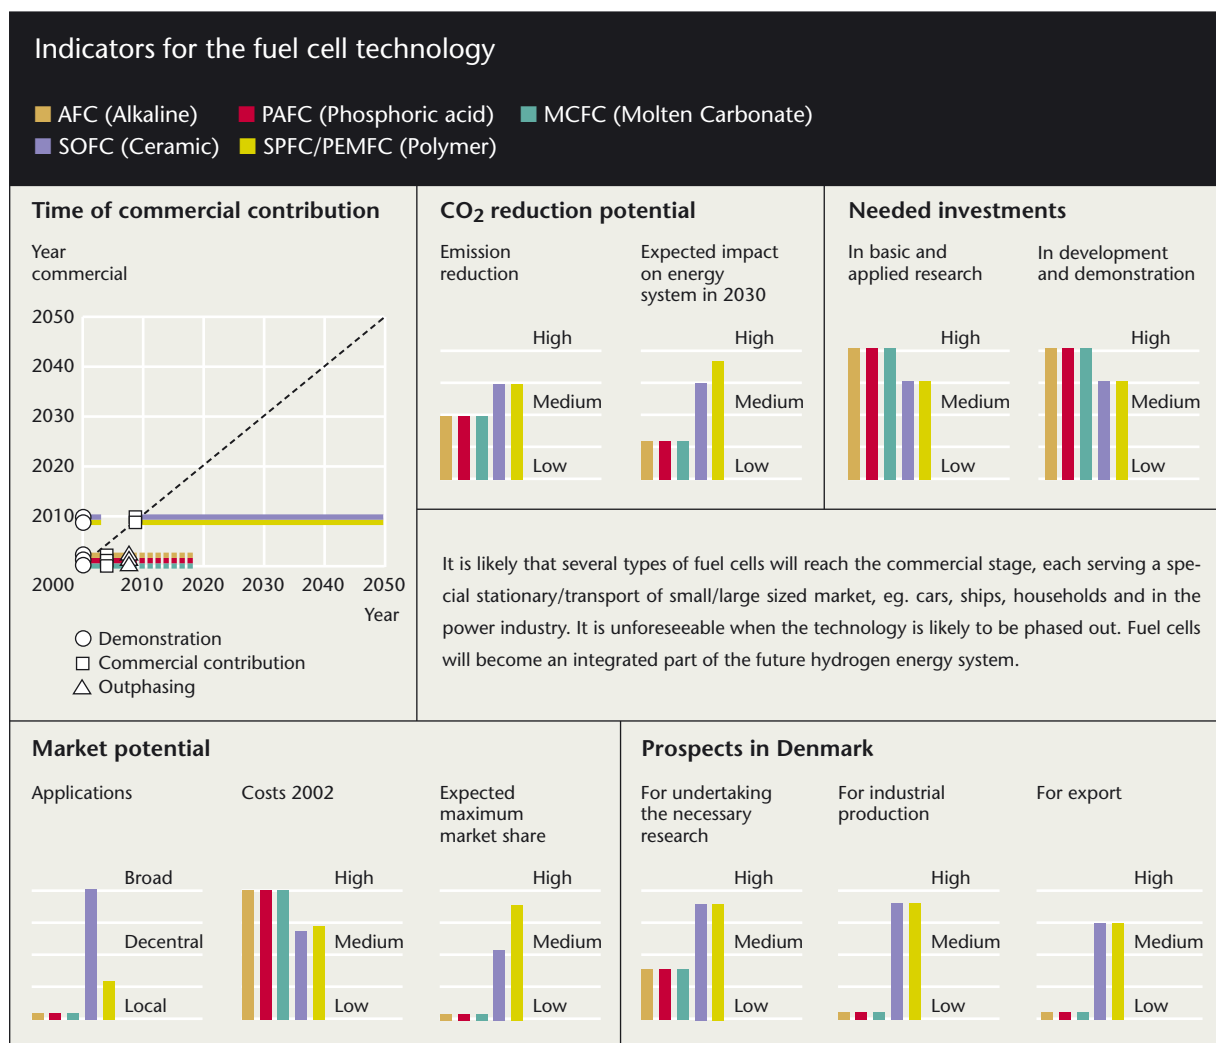 Indicators for the fuel cell technology
AFC (Alkaline) PAFC (Phosphoric acid) MCFC (Molten Carbonate)
SOFC (Ceramic) SPFC/PEMFC (Polymer)
Time of commercial contribution
Year
commercial
2050
2040
2030
2020
2010
2000 2010 2020 2030 2040 2050
Year
Demonstration
Commercial contribution
Outphasing
CO2 reduction potential
Emission
reduction
High
Medium
Low
Expected impact
on energy
system in 2030
High
Medium
Low
Needed investments
In basic and
applied research
High
Medium
Low
In development
and demonstration
High
Medium
Low
It is likely that several types of fuel cells will reach the commercial stage, each serving a spe-
cial stationary/transport of small/large sized market, eg. cars, ships, households and in the
power industry. It is unforeseeable when the technology is likely to be phased out. Fuel cells
will become an integrated part of the future hydrogen energy system.
Market potential
Applications
Broad
Decentral
Local
Costs 2002
High
Medium
Low
Expected
maximum
market share
High
Medium
Low
Prospects in Denmark
For undertaking
the necessary
research
High
Medium
Low
For industrial
production
High
Medium
Low
For export
High
Medium
Low